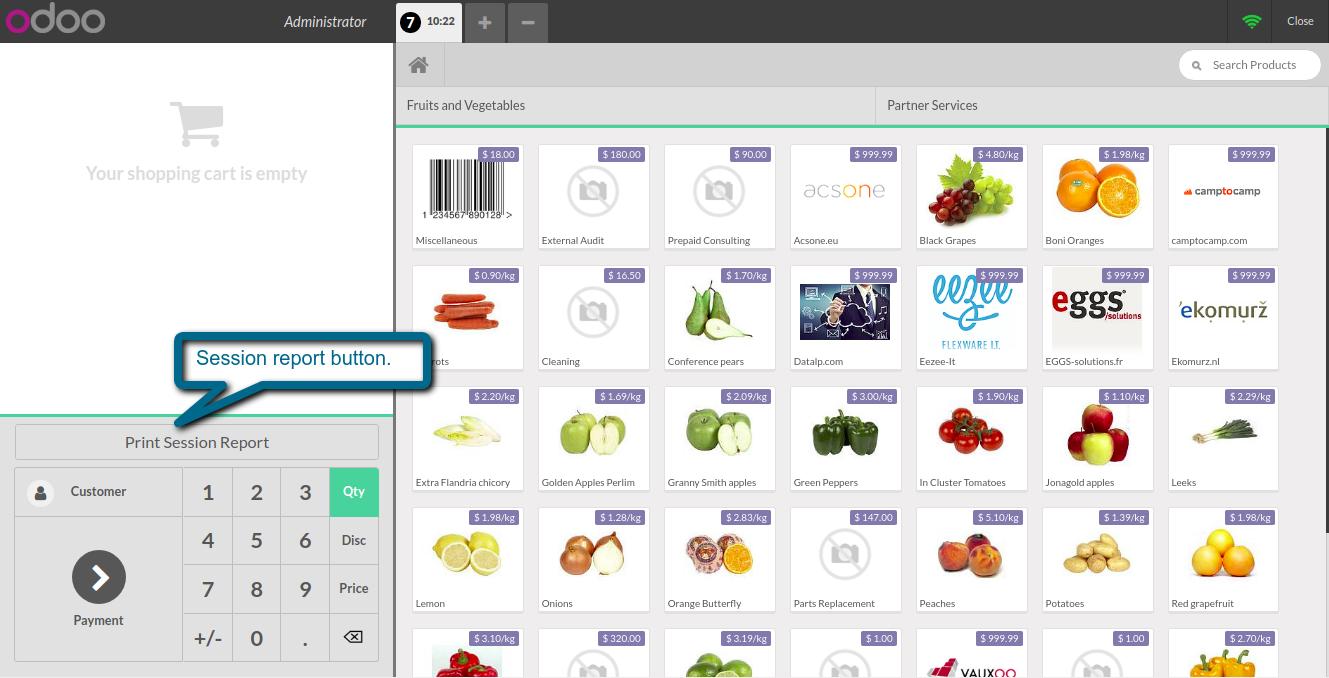 odoo
Administrator
7 10:22
+
−
Close
Search Products
Fruits and Vegetables
Partner Services
Your shopping cart is empty
$ 18.00
1 234567 890128 >
Miscellaneous
$ 180.00
External Audit
$ 90.00
Prepaid Consulting
$ 999.99
acsone
Acsone.eu
$ 4.80/kg
Black Grapes
$ 1.98/kg
Boni Oranges
$ 999.99
camptocamp
camptocamp.com
$ 0.90/kg
rots
$ 16.50
Cleaning
$ 1.70/kg
Conference pears
$ 999.99
Datalp.com
$ 999.99
eezee
FLEXWARE I.T.
Eezee-It
$ 999.99
eggs
/solutions
EGGS-solutions.fr
$ 999.99
'ekomurž
Ekomurz.nl
Session report button.
$ 2.20/kg
Extra Flandria chicory
$ 1.69/kg
Golden Apples Perlim
$ 2.09/kg
Granny Smith apples
$ 3.00/kg
Green Peppers
$ 1.90/kg
In Cluster Tomatoes
$ 1.10/kg
Jonagold apples
$ 2.29/kg
Leeks
$ 1.98/kg
Lemon
$ 1.28/kg
Onions
$ 2.83/kg
Orange Butterfly
$ 147.00
Parts Replacement
$ 5.10/kg
Peaches
$ 1.39/kg
Potatoes
$ 1.98/kg
Red grapefruit
$ 3.10/kg
$ 320.00
$ 3.19/kg
$ 1.00
$ 999.99
VAUXOO
$ 1.00
$ 2.70/kg
Print Session Report
Customer
1 2 3 Qty
4 5 6 Disc
7 8 9 Price
Payment
+/- 0 .